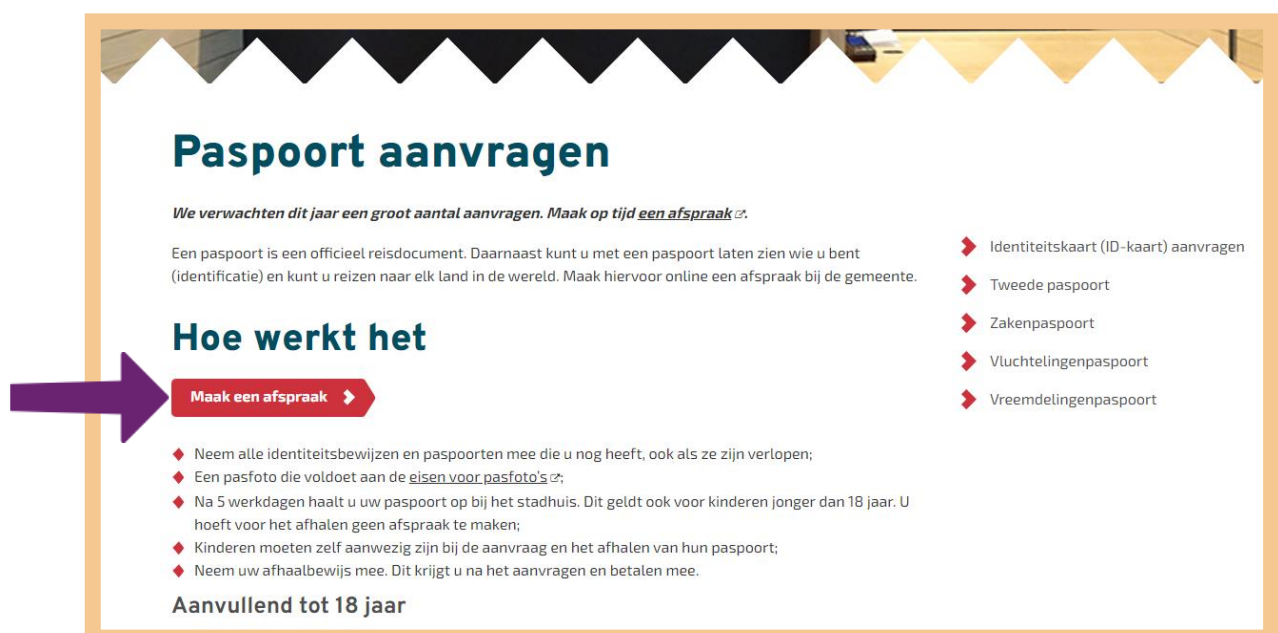 Paspoort aanvragen
We verwachten dit jaar een groot aantal aanvragen. Maak op tijd een afspraak.
Een paspoort is een officieel reisdocument. Daarnaast kunt u met een paspoort laten zien wie u bent
(identificatie) en kunt u reizen naar elk land in de wereld. Maak hiervoor online een afspraak bij de gemeente.
Hoe werkt het
Maak een afspraak
Neem alle identiteitsbewijzen en paspoorten mee die u nog heeft, ook als ze zijn verlopen;
Een pasfoto die voldoet aan de eisen voor pasfoto's;
Na 5 werkdagen haalt u uw paspoort op bij het stadhuis. Dit geldt ook voor kinderen jonger dan 18 jaar. U
hoeft voor het afhalen geen afspraak te maken;
Kinderen moeten zelf aanwezig zijn bij de aanvraag en het afhalen van hun paspoort;
Neem uw afhaalbewijs mee. Dit krijgt u na het aanvragen en betalen mee.
Aanvullend tot 18 jaar
Identiteitskaart (ID-kaart) aanvragen
Tweede paspoort
Zakenpaspoort
Vluchtelingenpaspoort
Vreemdelingenpaspoort